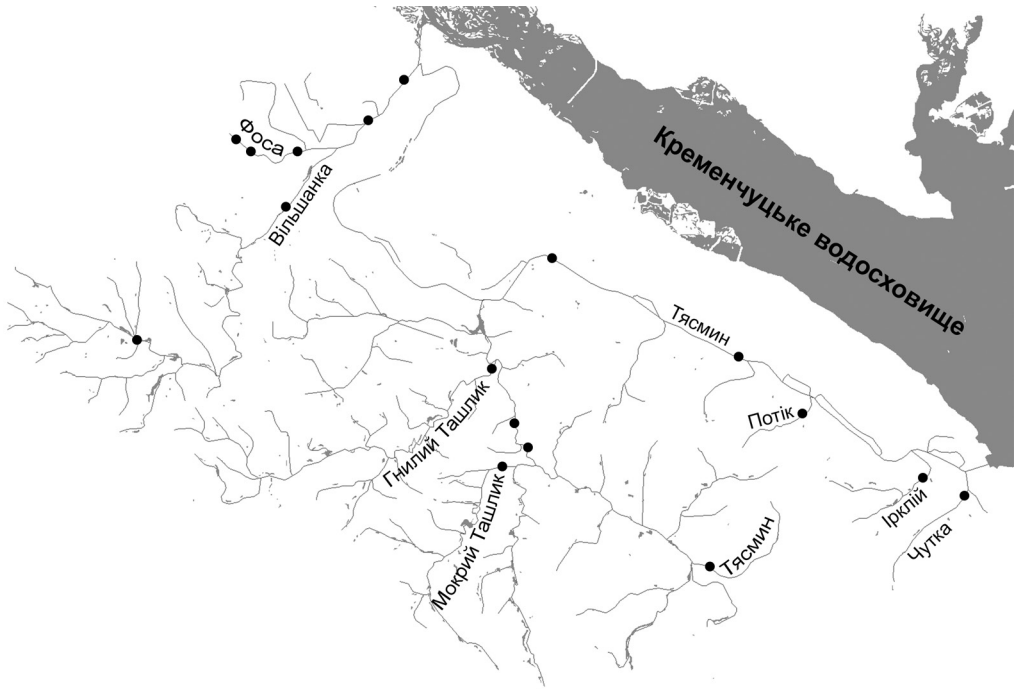 Фоса
Кременчуцьке водосховище
Вільшанка
Тясмин
Потік
Гнилий Ташлик
Мокрий Ташлик
Ірклій
Чутка
Тясмин